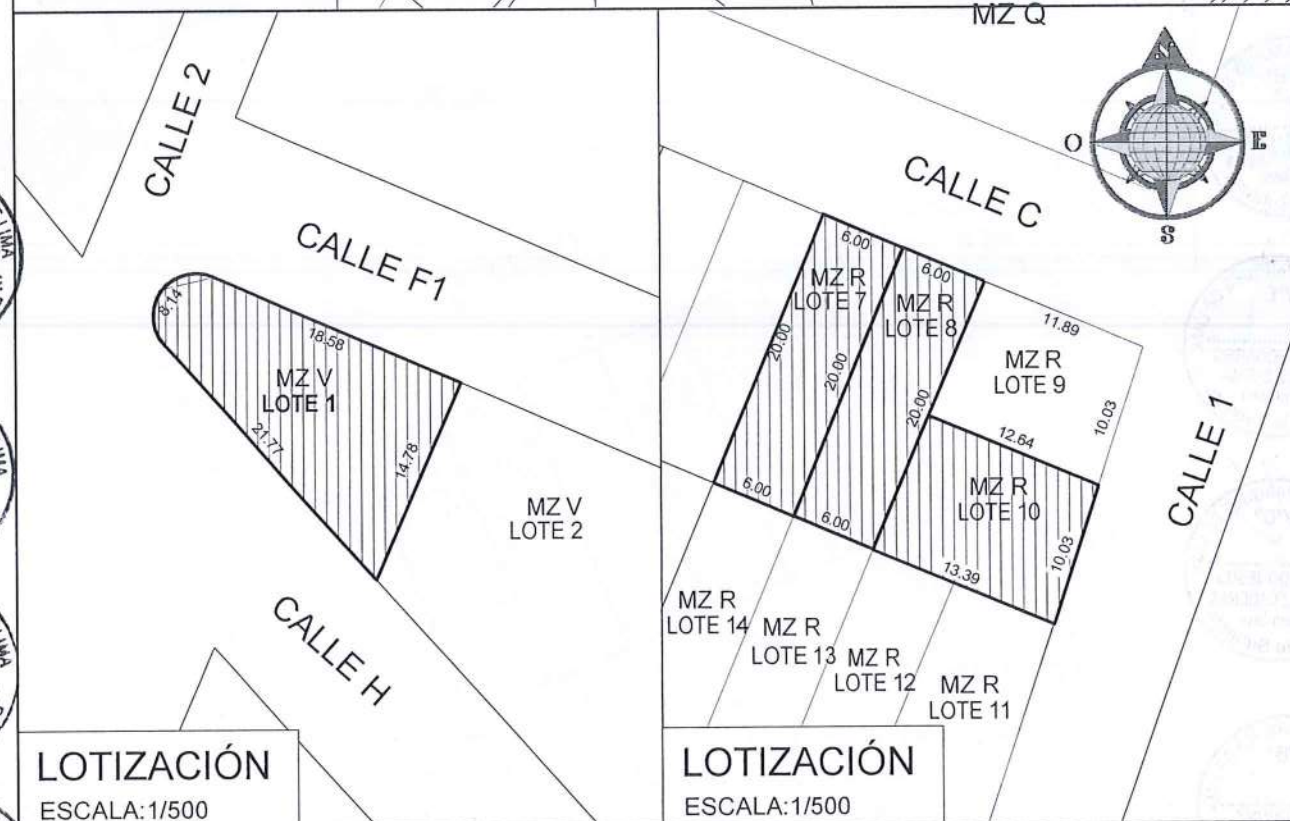 MZ Q
N
O
E
S
CALLE 2
CALLE F1
8.14
18.58
MZ V
LOTE 1
21.77
14.78
MZ V
LOTE 2
CALLE H
LOTIZACIÓN
ESCALA:1/500
CALLE C
6.00
6.00
MZ R
LOTE 7
MZ R
LOTE 8
11.89
20.00
20.00
20.00
MZ R
LOTE 9
10.03
12.64
CALLE 1
MZ R
LOTE 10
6.00
6.00
13.39
10.03
MZ R
LOTE 14
MZ R
LOTE 13
MZ R
LOTE 12
MZ R
LOTE 11
LOTIZACIÓN
ESCALA:1/500
LIMA